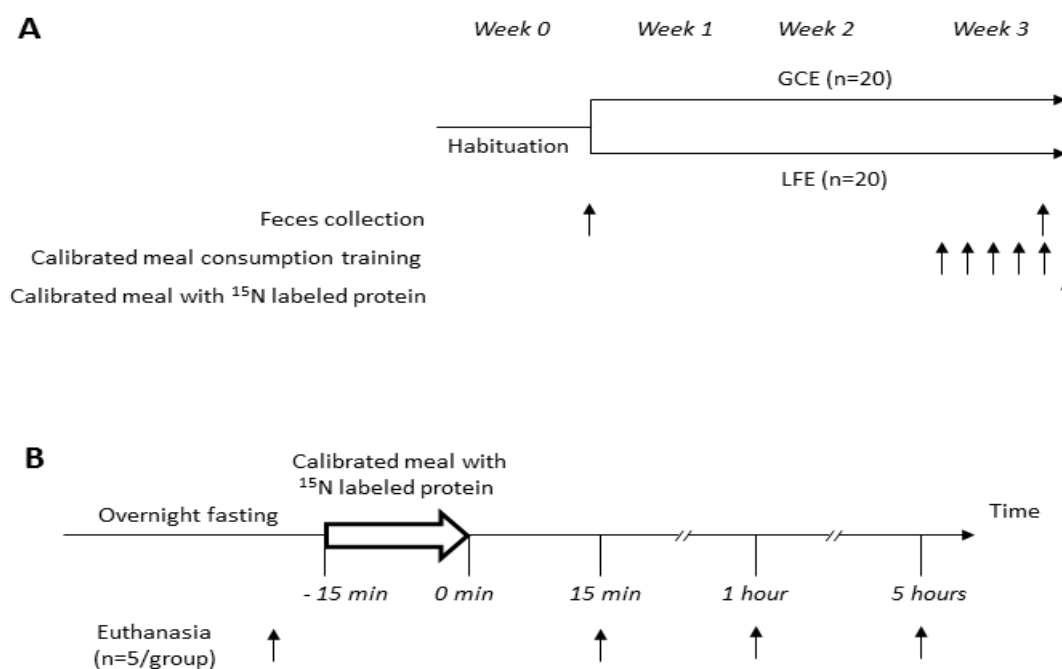 A
Week 0 Week 1 Week 2 Week 3
GCE (n=20)
Habituation
LFE (n=20)
Feces collection
Calibrated meal consumption training
Calibrated meal with ¹⁵N labeled protein
B
Calibrated meal with
¹⁵N labeled protein
Overnight fasting
Time
- 15 min 0 min 15 min 1 hour 5 hours
Euthanasia
(n=5/group)